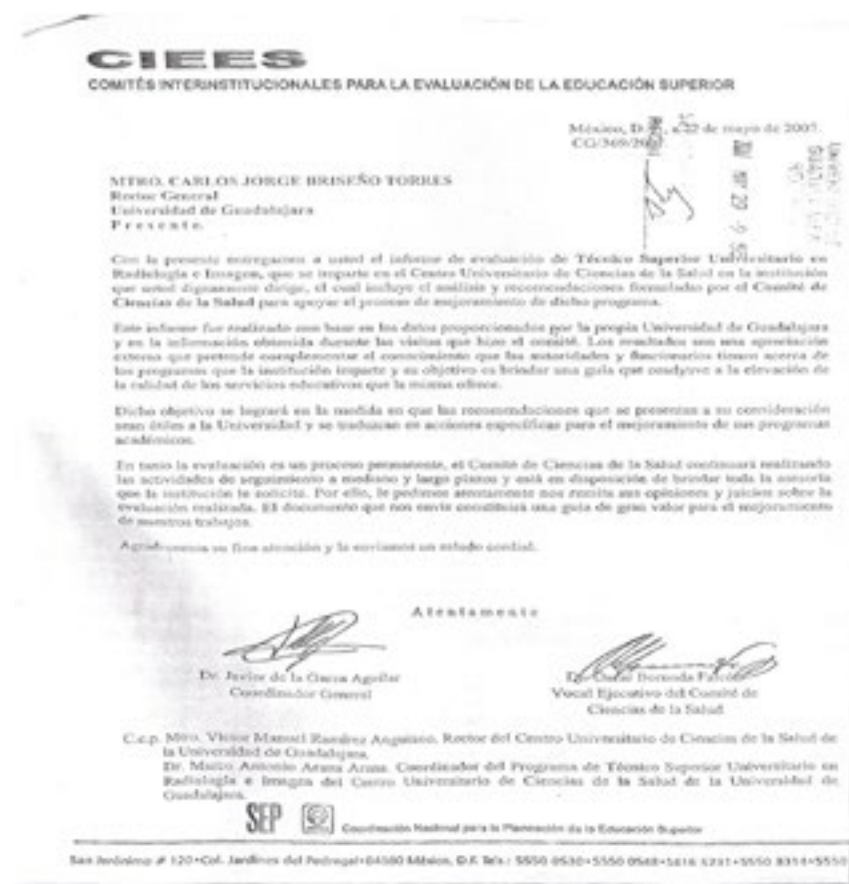 CIEES
COMITÉS INTERINSTITUCIONALES PARA LA EVALUACIÓN DE LA EDUCACIÓN SUPERIOR
México, D. , a 22 de mayo de 2007.
CG/369/20
MTRO. CARLOS JORGE BRISEÑO TORRES
Rector General
Universidad de Guadalajara
P r e s e n t e
Con la presente entregamos a usted el informe de evaluación de Técnico Superior Universitario en
Radiología e Imagen, que se imparte en el Centro Universitario de Ciencias de la Salud en la institución
que usted dignamente dirige, el cual incluye el análisis y recomendaciones formuladas por el Comité de
Ciencias de la Salud para apoyar el proceso de mejoramiento de dicho programa.
Este informe fue realizado con base en los datos proporcionados por la propia Universidad de Guadalajara
y en la información obtenida durante las visitas que hizo el comité. Los resultados son una apreciación
externa que pretende complementar el conocimiento que las autoridades y funcionarios tienen acerca de
los programas que la institución imparte y su objetivo es brindar una guía que coadyuve a la elevación de
la calidad de los servicios educativos que la misma ofrece.
Dicho objetivo se logrará en la medida en que las recomendaciones que se presentan a su consideración
sean útiles a la Universidad y se traduzcan en acciones específicas para el mejoramiento de sus programas
académicos.
En tanto la evaluación es un proceso permanente, el Comité de Ciencias de la Salud continuará realizando
las actividades de seguimiento a mediano y largo plazos y está en disposición de brindar toda la asesoría
que la institución le solicite. Por ello, le pedimos atentamente nos remita sus opiniones y juicios sobre la
evaluación realizada. El documento que nos envíe constituirá una guía de gran valor para el mejoramiento
de nuestros trabajos.
Agradecemos su fina atención y le enviamos un saludo cordial.
A t e n t a m e n t e
Dr. Javier de la Garza Aguilar
Coordinador General
Vocal Ejecutivo del Comité de
Ciencias de la Salud
C.c.p. Mtro. Víctor Manuel Ramírez Anguiano, Rector del Centro Universitario de Ciencias de la Salud de
la Universidad de Guadalajara.
Dr. Marco Antonio Coordinador del Programa de Técnico Superior Universitario en
Radiología e Imagen del Centro Universitario de Ciencias de la Salud de la Universidad de
Guadalajara.
SEP
Coordinación Nacional para la Planeación de la Educación Superior
San Jerónimo # 120•Col. Jardines del Pedregal•04500 México, D.F. Tels.: 5550